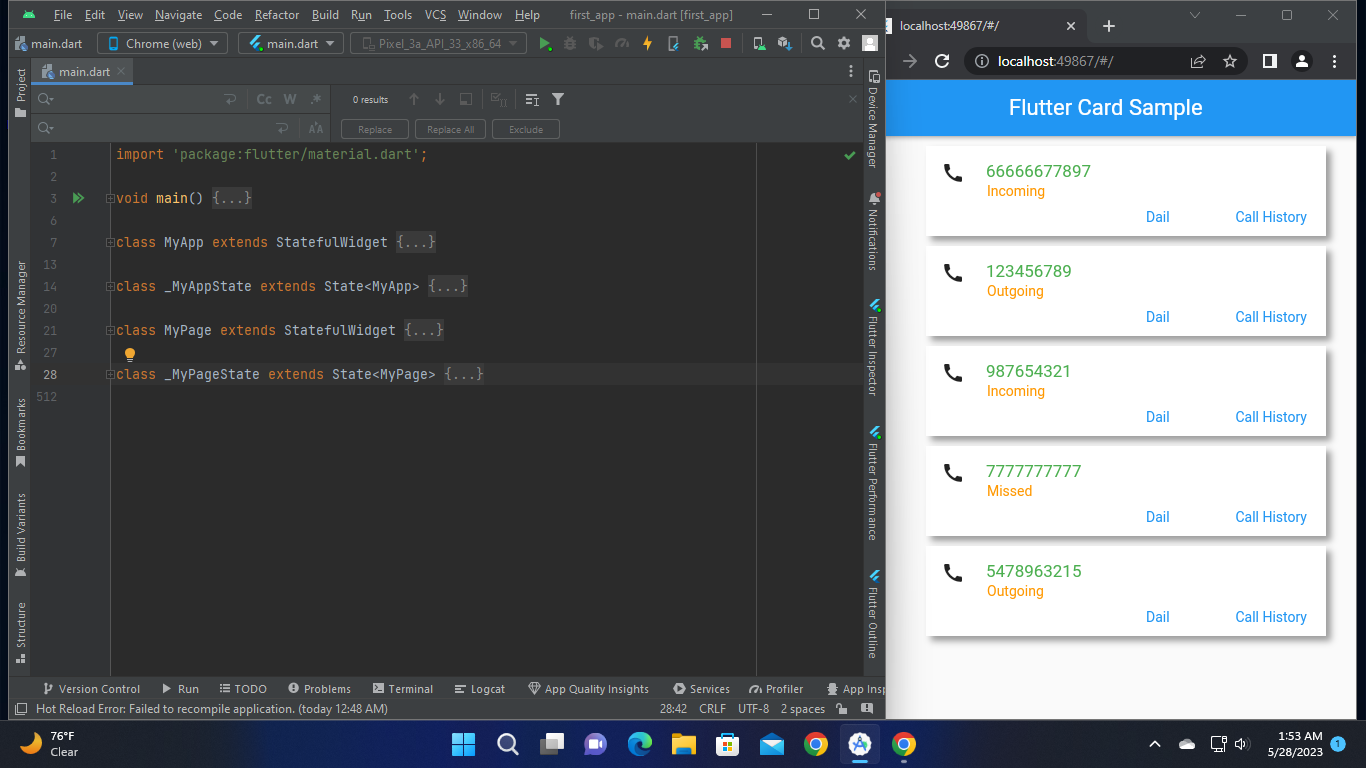 File Edit View Navigate Code Refactor Build Run Tools VCS Window Help first_app - main.dart [first_app]
main.dart Chrome (web) main.dart Pixel_3a_API_33_x86_64
main.dart
Cc W .* 0 results
Replace Replace All Exclude
1 import 'package:flutter/material.dart';
2
3 void main() {...}
6
7 class MyApp extends StatefulWidget {...}
13
14 class _MyAppState extends State<MyApp> {...}
20
21 class MyPage extends StatefulWidget {...}
27
28 class _MyPageState extends State<MyPage> {...}
512
Project
Resource Manager
Bookmarks
Build Variants
Structure
Device Manager
Notifications
Flutter Inspector
Flutter Performance
Flutter Outline
Version Control Run TODO Problems Terminal Logcat App Quality Insights Services Profiler App Insp
Hot Reload Error: Failed to recompile application. (today 12:48 AM) 28:42 CRLF UTF-8 2 spaces
localhost:49867/#/
localhost:49867/#/
Flutter Card Sample
66666677897
Incoming
Dail Call History
123456789
Outgoing
Dail Call History
987654321
Incoming
Dail Call History
7777777777
Missed
Dail Call History
5478963215
Outgoing
Dail Call History
76°F
Clear
1:53 AM
5/28/2023
1